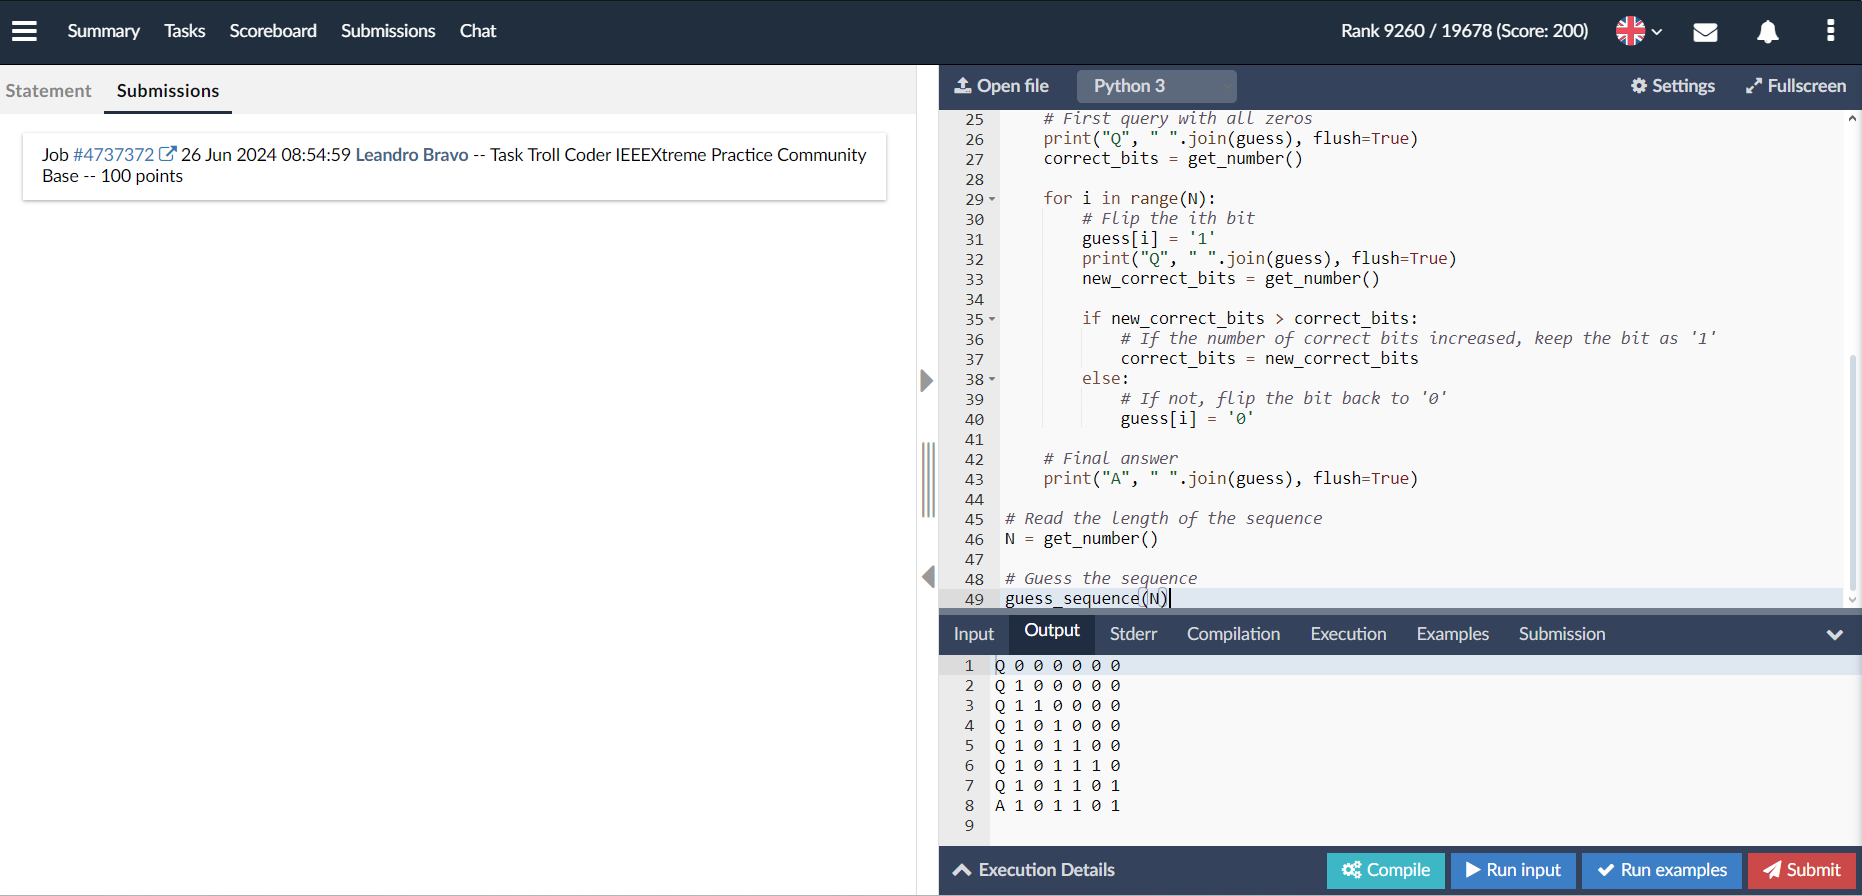 Summary Tasks Scoreboard Submissions Chat Rank 9260 / 19678 (Score: 200)
Statement Submissions
Job #4737372 26 Jun 2024 08:54:59 Leandro Bravo -- Task Troll Coder IEEEXtreme Practice Community
Base -- 100 points
Open file Python 3 Settings Fullscreen
25 # First query with all zeros
26 print("Q", " ".join(guess), flush=True)
27 correct_bits = get_number()
28
29 for i in range(N):
30 # Flip the ith bit
31 guess[i] = '1'
32 print("Q", " ".join(guess), flush=True)
33 new_correct_bits = get_number()
34
35 if new_correct_bits > correct_bits:
36 # If the number of correct bits increased, keep the bit as '1'
37 correct_bits = new_correct_bits
38 else:
39 # If not, flip the bit back to '0'
40 guess[i] = '0'
41
42 # Final answer
43 print("A", " ".join(guess), flush=True)
44
45 # Read the length of the sequence
46 N = get_number()
47
48 # Guess the sequence
49 guess_sequence(N)
Input Output Stderr Compilation Execution Examples Submission
1 Q 0 0 0 0 0 0
2 Q 1 0 0 0 0 0
3 Q 1 1 0 0 0 0
4 Q 1 0 1 0 0 0
5 Q 1 0 1 1 0 0
6 Q 1 0 1 1 1 0
7 Q 1 0 1 1 0 1
8 A 1 0 1 1 0 1
9
Execution Details Compile Run input Run examples Submit